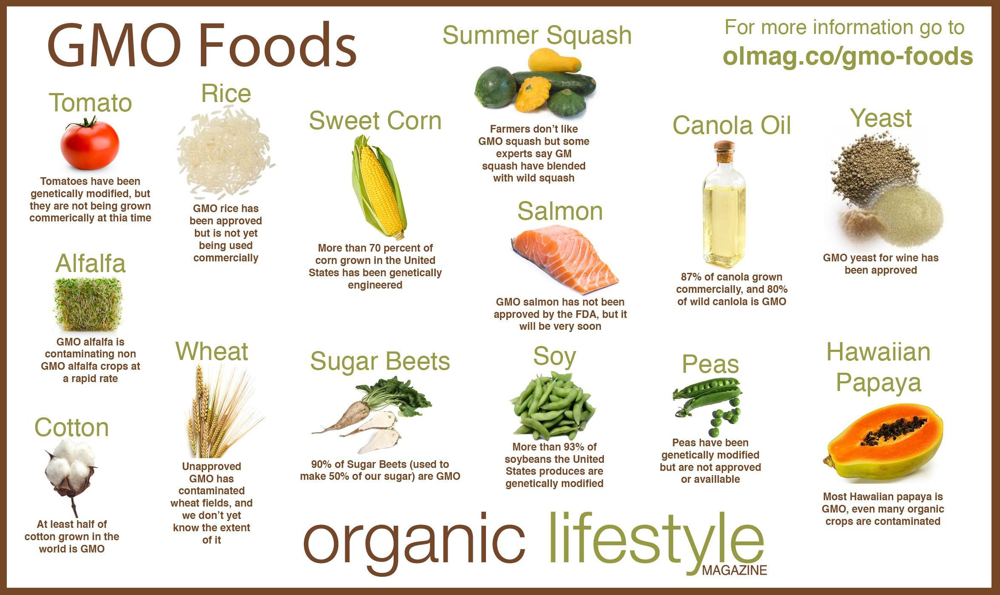 GMO Foods
For more information go to
olmag.co/gmo-foods
Tomato
Tomatoes have been
genetically modified, but
they are not being grown
commerically at thia time
Rice
GMO rice has
been approved
but is not yet
being used
commercially
Sweet Corn
More than 70 percent of
corn grown in the United
States has been genetically
engineered
Summer Squash
Farmers don't like
GMO squash but some
experts say GM
squash have blended
with wild squash
Salmon
GMO salmon has not been
approved by the FDA, but it
will be very soon
Canola Oil
87% of canola grown
commercially, and 80%
of wild canlola is GMO
Yeast
GMO yeast for wine has
been approved
Alfalfa
GMO alfalfa is
contaminating non
GMO alfalfa crops at
a rapid rate
Cotton
At least half of
cotton grown in the
world is GMO
Wheat
Unapproved
GMO has
contaminated
wheat fields, and
we don't yet
know the extent
of it
Sugar Beets
90% of Sugar Beets (used to
make 50% of our sugar) are GMO
Soy
More than 93% of
soybeans the United
States produces are
genetically modified
Peas
Peas have been
genetically modified
but are not approved
or availlable
Hawaiian
Papaya
Most Hawaiian papaya is
GMO, even many organic
crops are contaminated
organic lifestyle
MAGAZINE